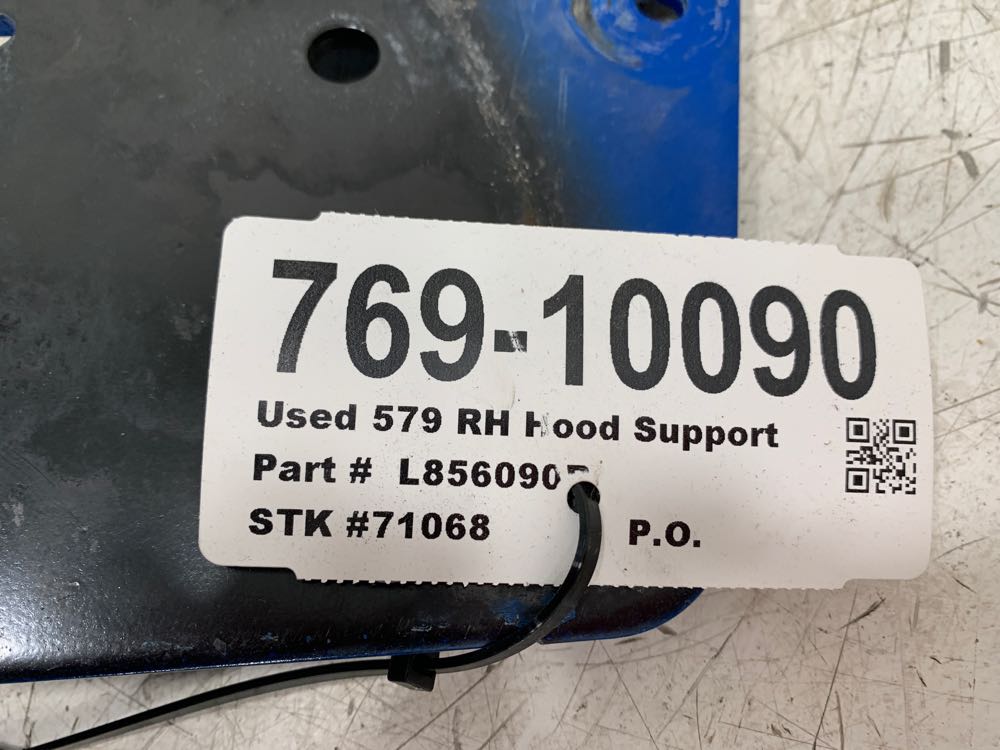 769-10090
Used 579 RH Hood Support
Part #
STK #71068 P.O.